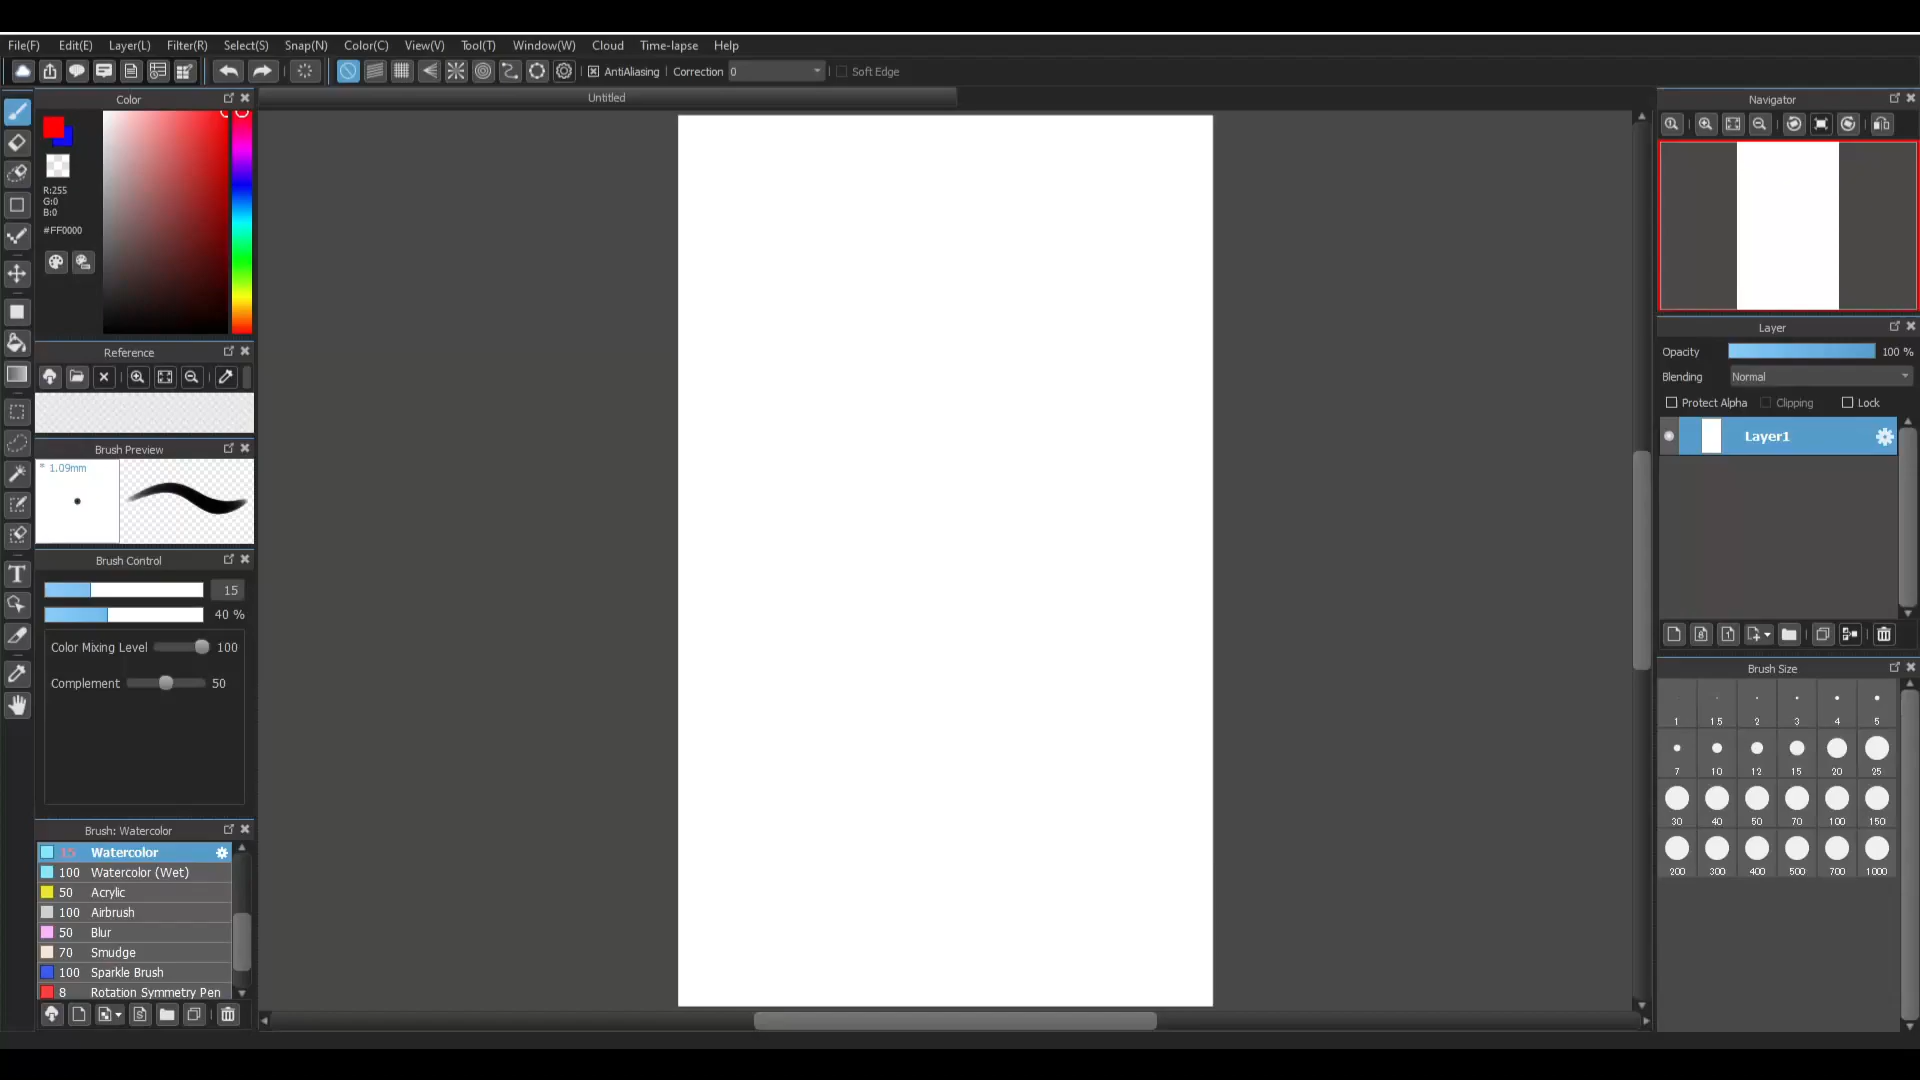 File(F) Edit(E) Layer(L) Filter(R) Select(S) Snap(N) Color(C) View(V) Tool(T) Window(W) Cloud Time-lapse Help
AntiAliasing Correction 0 Soft Edge
Color
Untitled
R:255
G:0
B:0
#FF0000
Reference
Brush Preview
* 1.09mm
Brush Control
15
40 %
Color Mixing Level 100
Complement 50
Brush: Watercolor
15 Watercolor
100 Watercolor (Wet)
50 Acrylic
100 Airbrush
50 Blur
70 Smudge
100 Sparkle Brush
8 Rotation Symmetry Pen
Navigator
Layer
Opacity 100 %
Blending Normal
Protect Alpha Clipping Lock
Layer1
Brush Size
1 1.5 2 3 4 5
7 10 12 15 20 25
30 40 50 70 100 150
200 300 400 500 700 1000